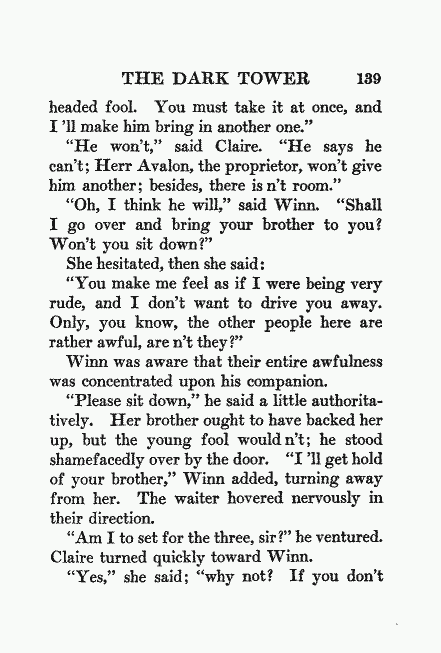 THE DARK TOWER 139
headed fool. You must take it at once, and
I 'll make him bring in another one."
"He won't," said Claire. "He says he
can't; Herr Avalon, the proprietor, won't give
him another; besides, there is n't room."
"Oh, I think he will," said Winn. "Shall
I go over and bring your brother to you?
Won't you sit down?"
She hesitated, then she said:
"You make me feel as if I were being very
rude, and I don't want to drive you away.
Only, you know, the other people here are
rather awful, are n't they?"
Winn was aware that their entire awfulness
was concentrated upon his companion.
"Please sit down," he said a little authorita-
tively. Her brother ought to have backed her
up, but the young fool would n't; he stood
shamefacedly over by the door. "I 'll get hold
of your brother," Winn added, turning away
from her. The waiter hovered nervously in
their direction.
"Am I to set for the three, sir?" he ventured.
Claire turned quickly toward Winn.
"Yes," she said; "why not? If you don't